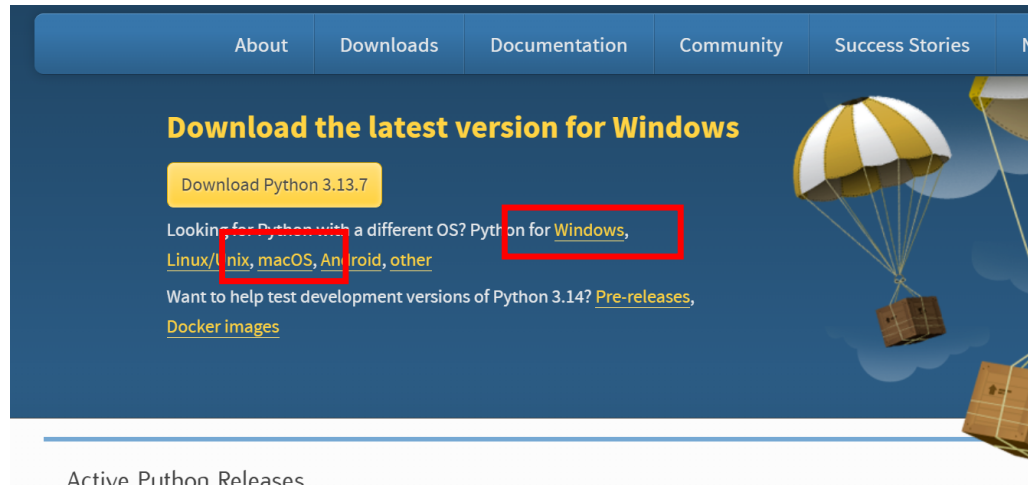 About Downloads Documentation Community Success Stories
Download the latest version for Windows
Download Python 3.13.7
Looking for Python with a different OS? Python for Windows,
Linux/Unix, macOS, Android, other
Want to help test development versions of Python 3.14? Pre-releases,
Docker images
Active Python Releases